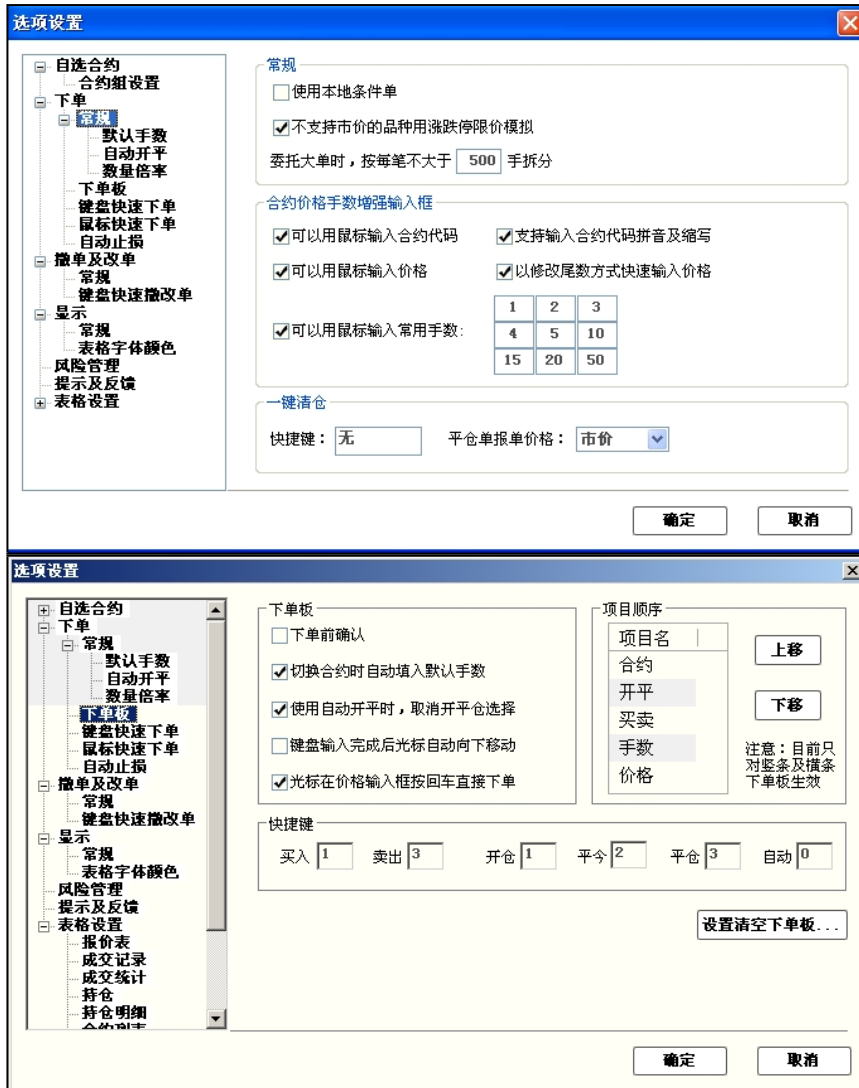 选项设置
自选合约
合约组设置
下单
常规
默认手数
自动开平
数量倍率
下单板
键盘快速下单
鼠标快速下单
自动止损
撤单及改单
常规
键盘快速撤改单
显示
常规
表格字体颜色
风险管理
提示及反馈
表格设置
常规
使用本地条件单
不支持市价的品种用涨跌停限价模拟
委托大单时，按每笔不大于 500 手拆分
合约价格手数增强输入框
可以用鼠标输入合约代码 支持输入合约代码拼音及缩写
可以用鼠标输入价格 以修改尾数方式快速输入价格
可以用鼠标输入常用手数:
1 2 3
4 5 10
15 20 50
一键清仓
快捷键： 无 平仓单报单价格： 市价
确定 取消
选项设置
自选合约
下单
常规
默认手数
自动开平
数量倍率
下单板
键盘快速下单
鼠标快速下单
自动止损
撤单及改单
常规
键盘快速撤改单
显示
常规
表格字体颜色
风险管理
提示及反馈
表格设置
报价表
成交记录
成交统计
持仓
持仓明细
合约列表
下单板
下单前确认
切换合约时自动填入默认手数
使用自动开平时，取消开平仓选择
键盘输入完成后光标自动向下移动
光标在价格输入框按回车直接下单
项目顺序
项目名
合约
开平
买卖
手数
价格
上移
下移
注意：目前只
对竖条及横条
下单板生效
快捷键
买入 1 卖出 3 开仓 1 平今 2 平仓 3 自动 0
设置清空下单板...
确定 取消